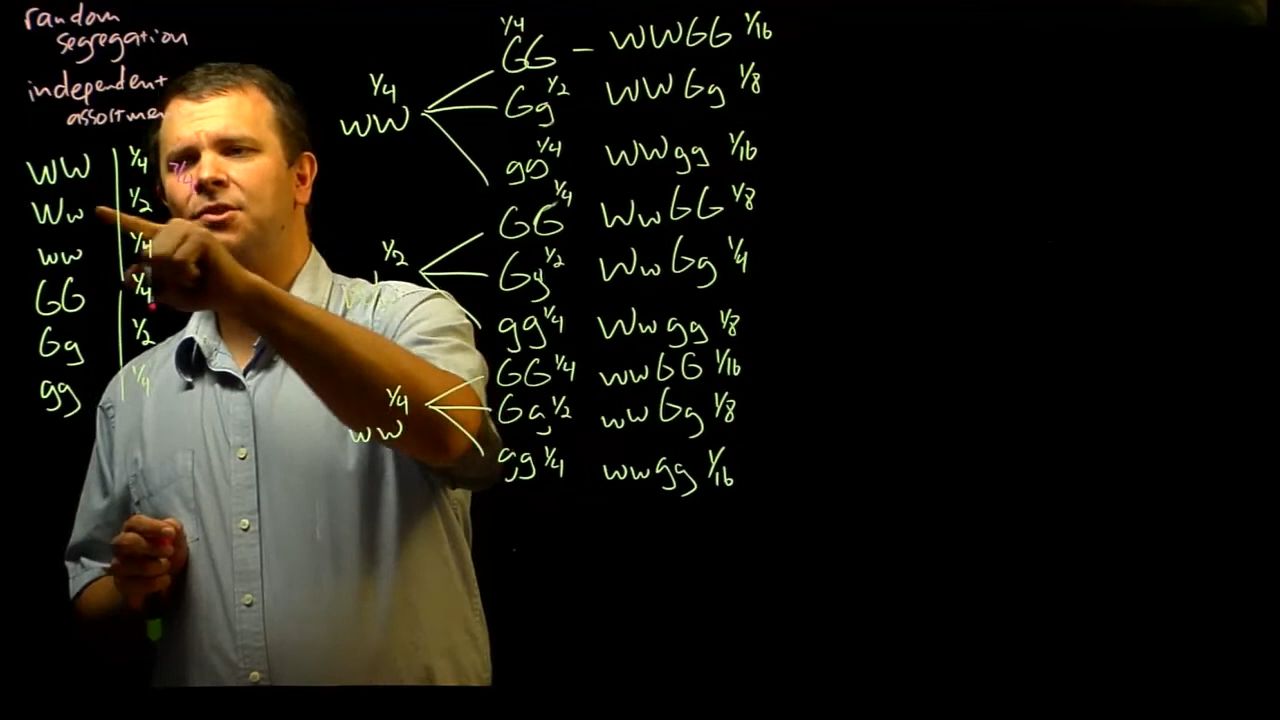 random
segregation
independent
assortmen
WW 1/4
Ww 1/2
ww 1/4
GG 1/4
Gg 1/2
gg 1/4
3/4
1/4
WW
1/4
GG - WWGG 1/16
Gg 1/2 WWGg 1/8
gg 1/4 WWgg 1/16
1/2
GG 1/4 WwGG 1/8
Gg 1/2 WwGg 1/4
gg 1/4 Wwgg 1/8
1/4
ww
GG 1/4 wwGG 1/16
Gg 1/2 wwGg 1/8
gg 1/4 wwgg 1/16